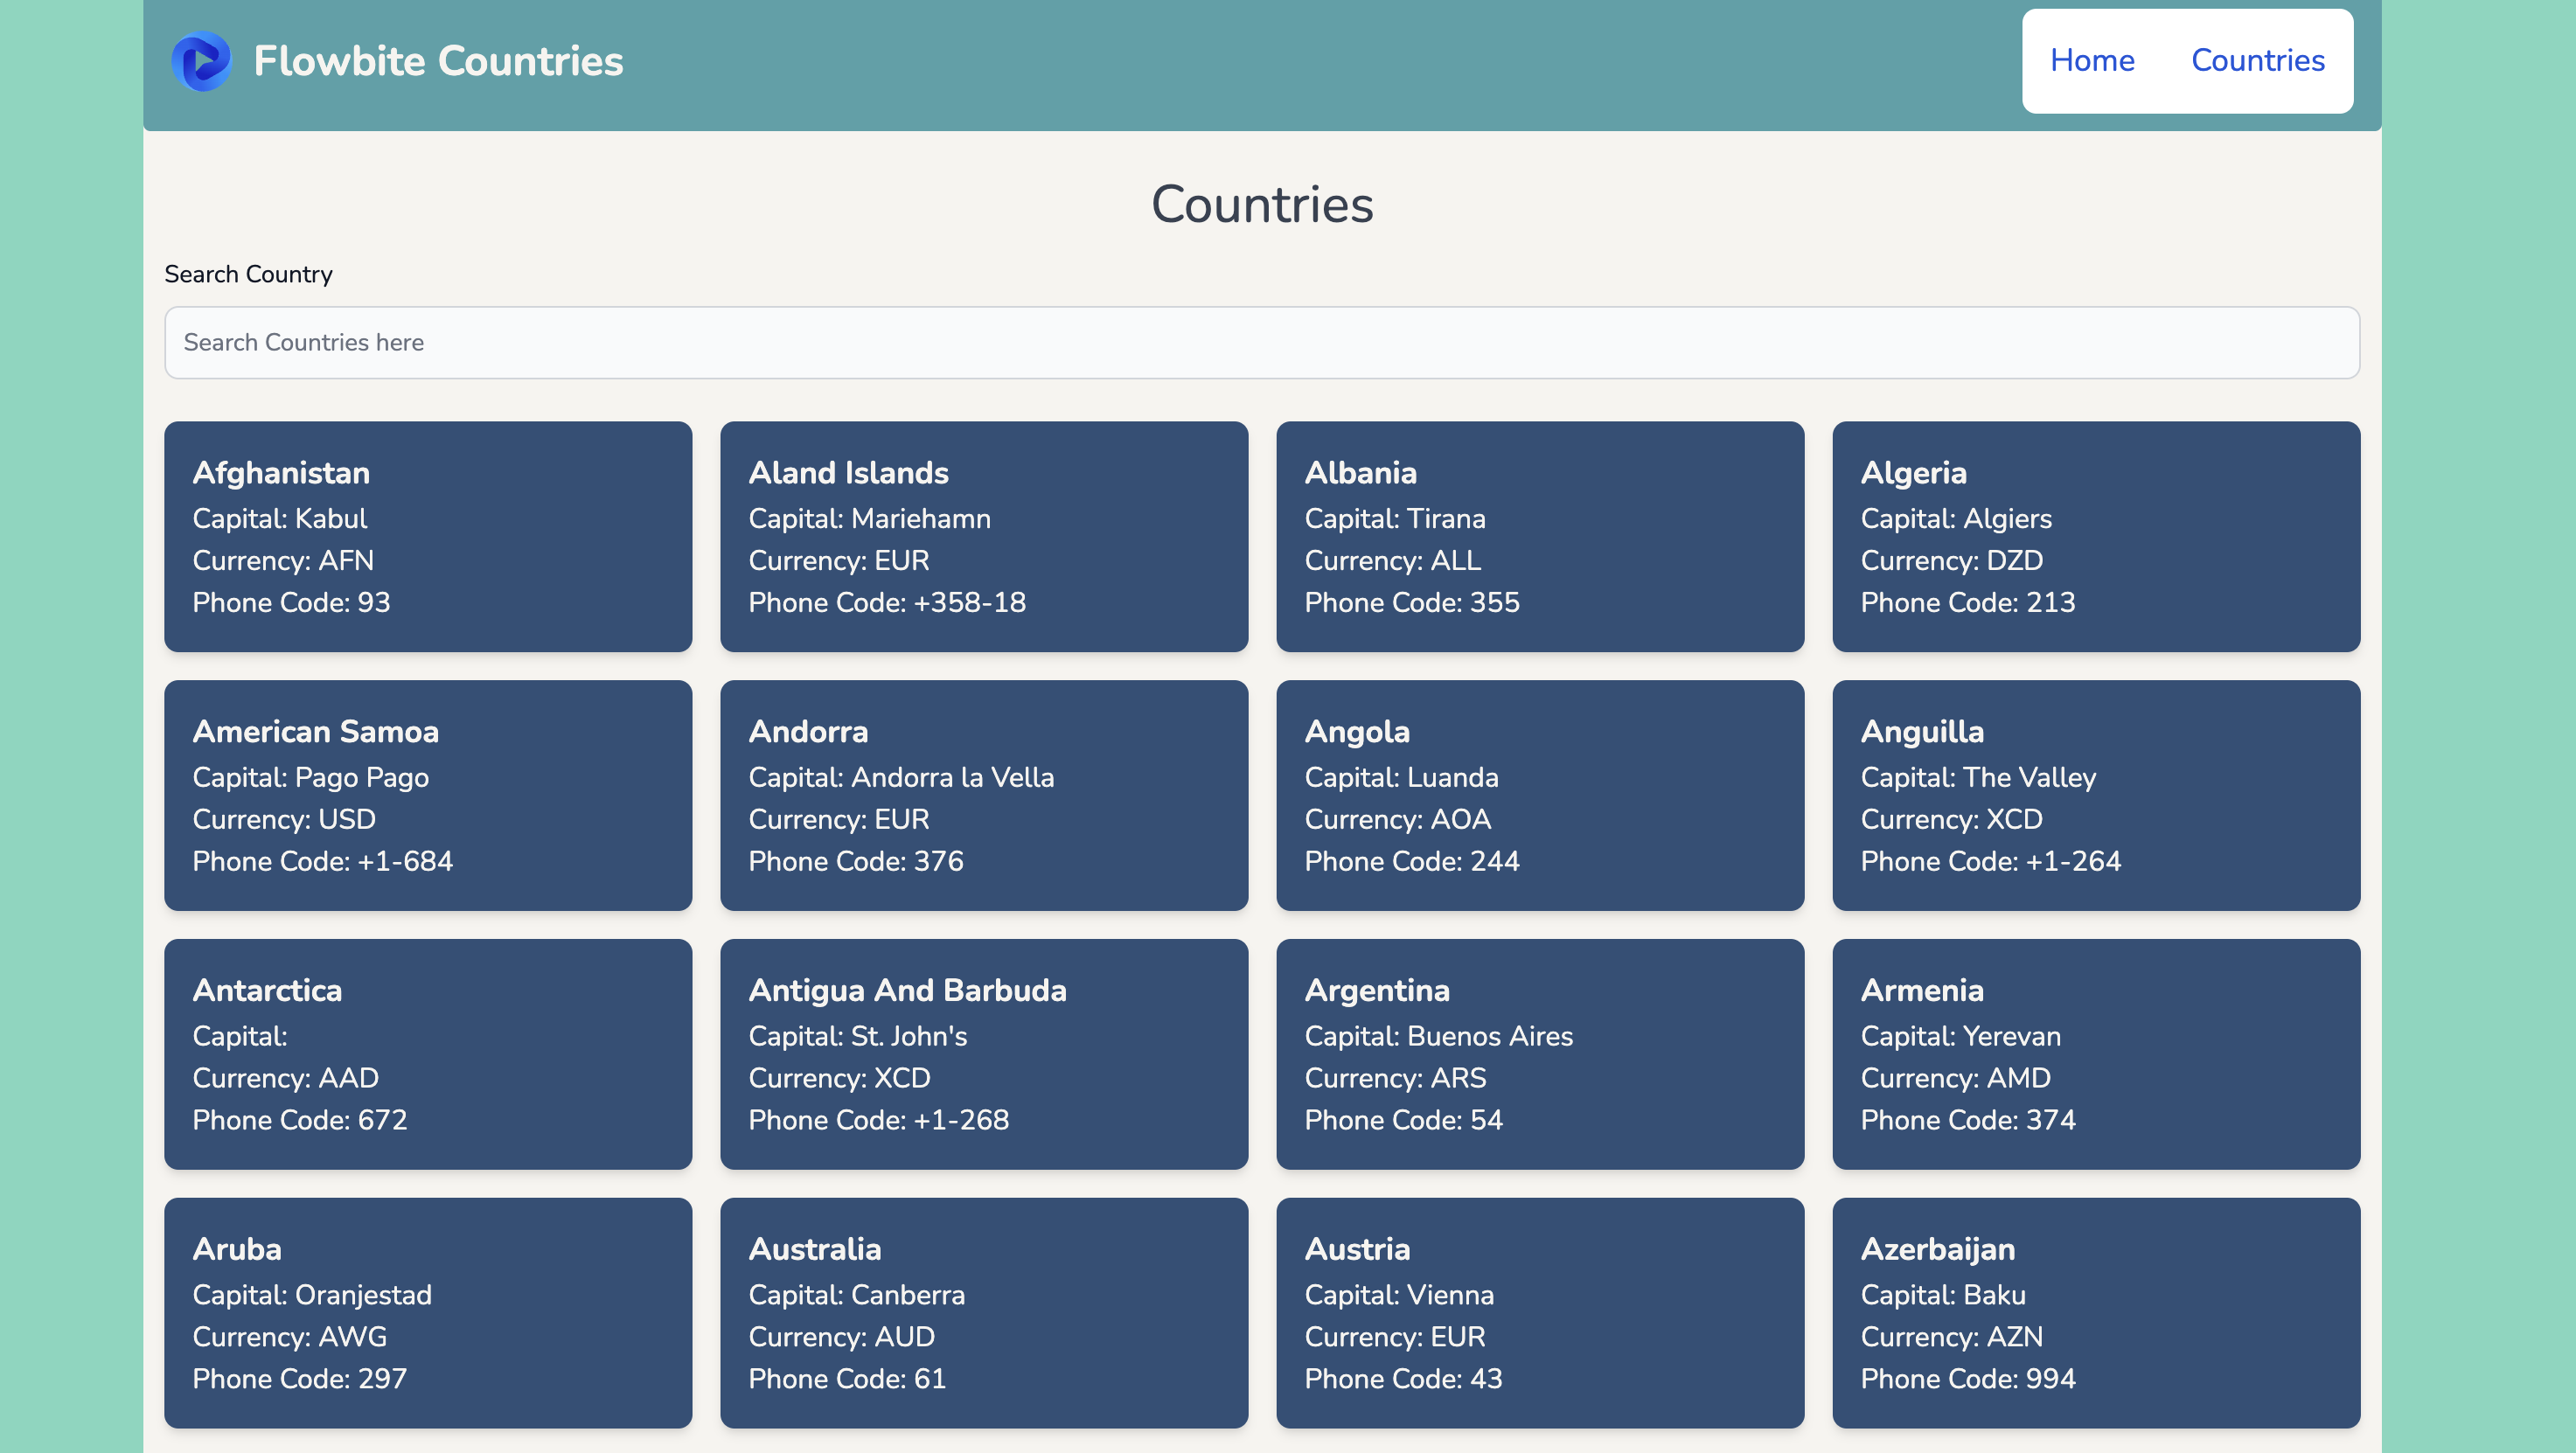 Flowbite Countries
Home
Countries
Countries
Search Country
Search Countries here
Afghanistan
Capital: Kabul
Currency: AFN
Phone Code: 93
Aland Islands
Capital: Mariehamn
Currency: EUR
Phone Code: +358-18
Albania
Capital: Tirana
Currency: ALL
Phone Code: 355
Algeria
Capital: Algiers
Currency: DZD
Phone Code: 213
American Samoa
Capital: Pago Pago
Currency: USD
Phone Code: +1-684
Andorra
Capital: Andorra la Vella
Currency: EUR
Phone Code: 376
Angola
Capital: Luanda
Currency: AOA
Phone Code: 244
Anguilla
Capital: The Valley
Currency: XCD
Phone Code: +1-264
Antarctica
Capital:
Currency: AAD
Phone Code: 672
Antigua And Barbuda
Capital: St. John's
Currency: XCD
Phone Code: +1-268
Argentina
Capital: Buenos Aires
Currency: ARS
Phone Code: 54
Armenia
Capital: Yerevan
Currency: AMD
Phone Code: 374
Aruba
Capital: Oranjestad
Currency: AWG
Phone Code: 297
Australia
Capital: Canberra
Currency: AUD
Phone Code: 61
Austria
Capital: Vienna
Currency: EUR
Phone Code: 43
Azerbaijan
Capital: Baku
Currency: AZN
Phone Code: 994